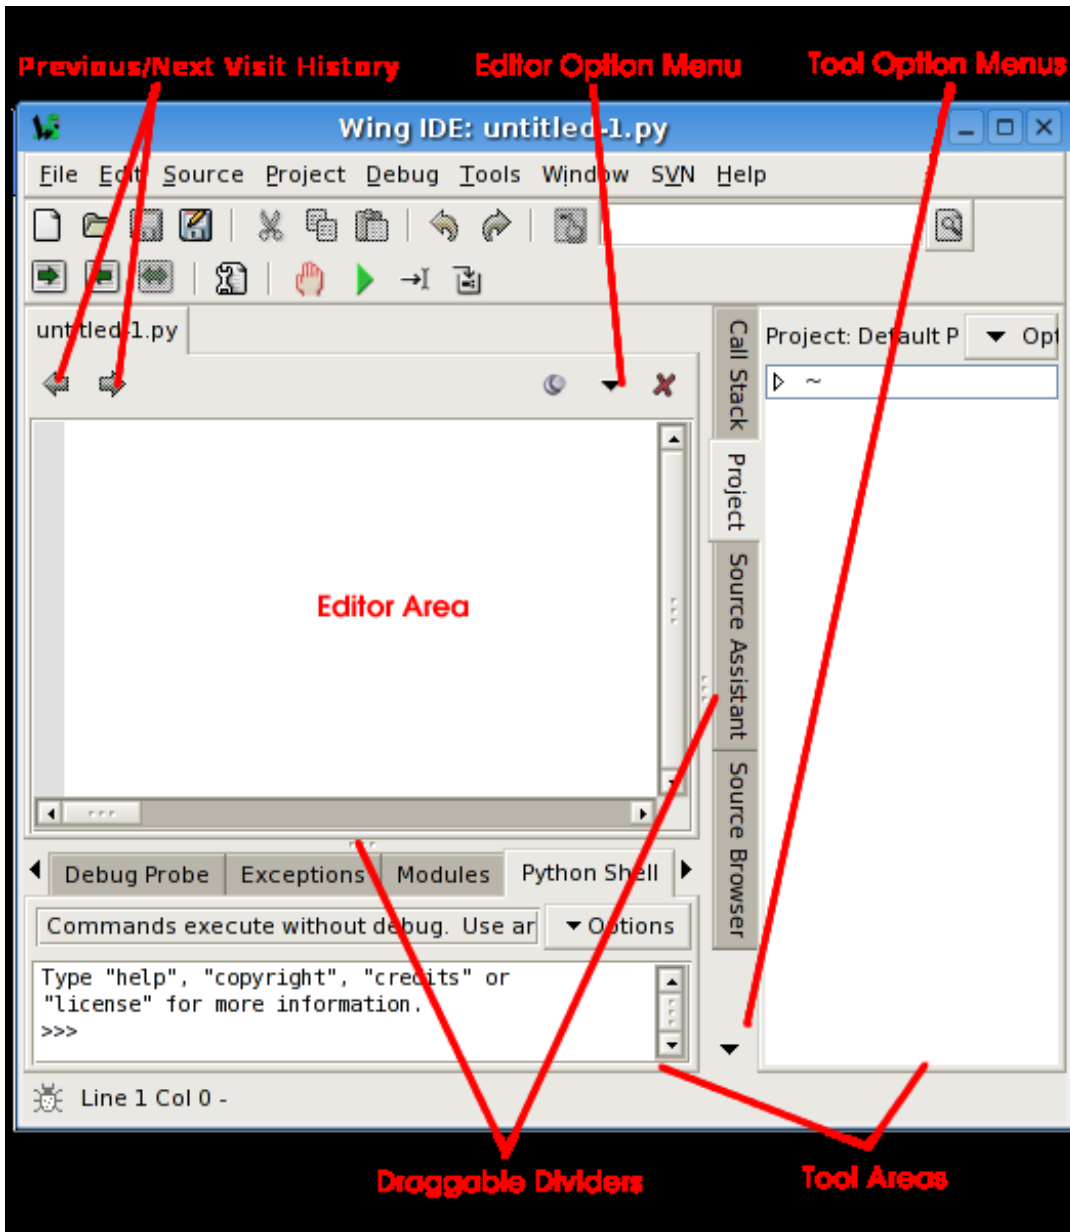 Previous/Next Visit History Editor Option Menu Tool Option Menus
Wing IDE: untitled-1.py
File Edit Source Project Debug Tools Window SVN Help
untitled-1.py
Project: Default P Opt
~
Call Stack
Project
Source Assistant
Source Browser
Editor Area
Debug Probe Exceptions Modules Python Shell
Commands execute without debug. Use ar Options
Type "help", "copyright", "credits" or
"license" for more information.
>>>
Line 1 Col 0 -
Draggable Dividers Tool Areas